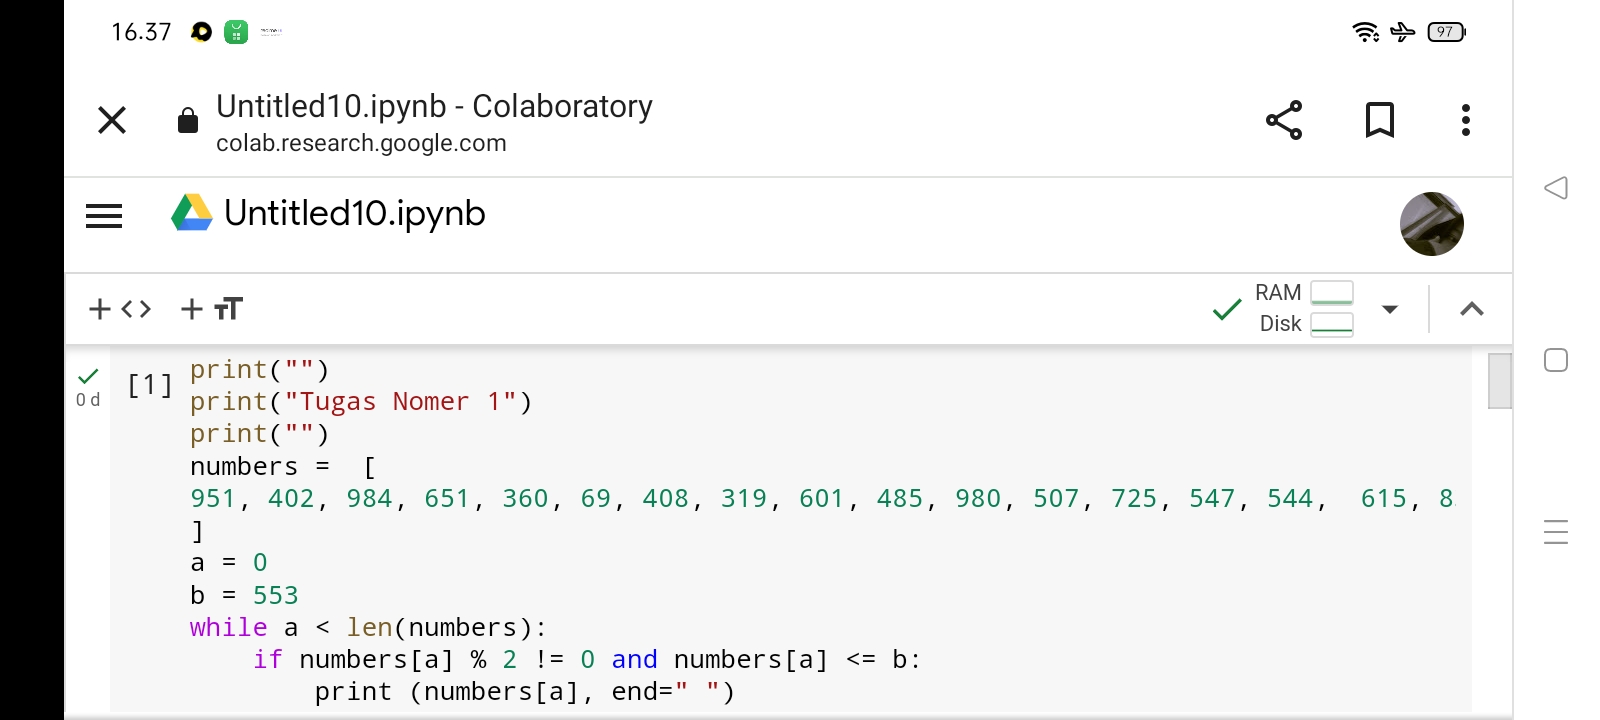 16.37
97
Untitled10.ipynb - Colaboratory
colab.research.google.com
Untitled10.ipynb
RAM
Disk
0 d
[1]
print("")
print("Tugas Nomer 1")
print("")
numbers =  [
951, 402, 984, 651, 360, 69, 408, 319, 601, 485, 980, 507, 725, 547, 544,  615, 8
]
a = 0
b = 553
while a < len(numbers):
    if numbers[a] % 2 != 0 and numbers[a] <= b:
        print (numbers[a], end=" ")